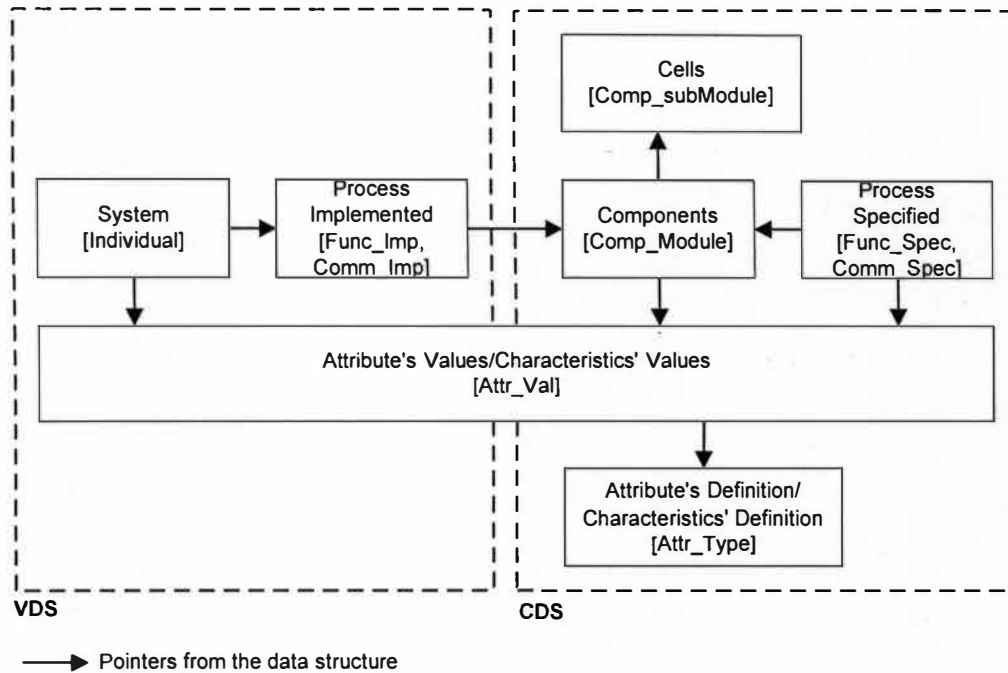 Cells
[Comp_subModule]
System
[Individual]
Process
Implemented
[Func_Imp,
Comm_Imp]
Components
[Comp_Module]
Process
Specified
[Func_Spec,
Comm_Spec]
Attribute's Values/Characteristics' Values
[Attr_Val]
Attribute's Definition/
Characteristics' Definition
[Attr_Type]
VDS
CDS
Pointers from the data structure